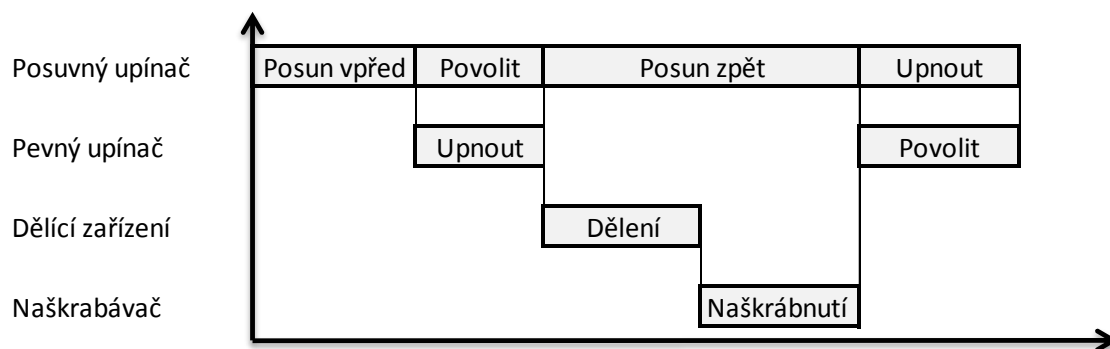 Posuvný upínač Posun vpřed Povolit Posun zpět Upnout
Pevný upínač Upnout Povolit
Dělící zařízení Dělení
Naškrabávač Naškrábnutí